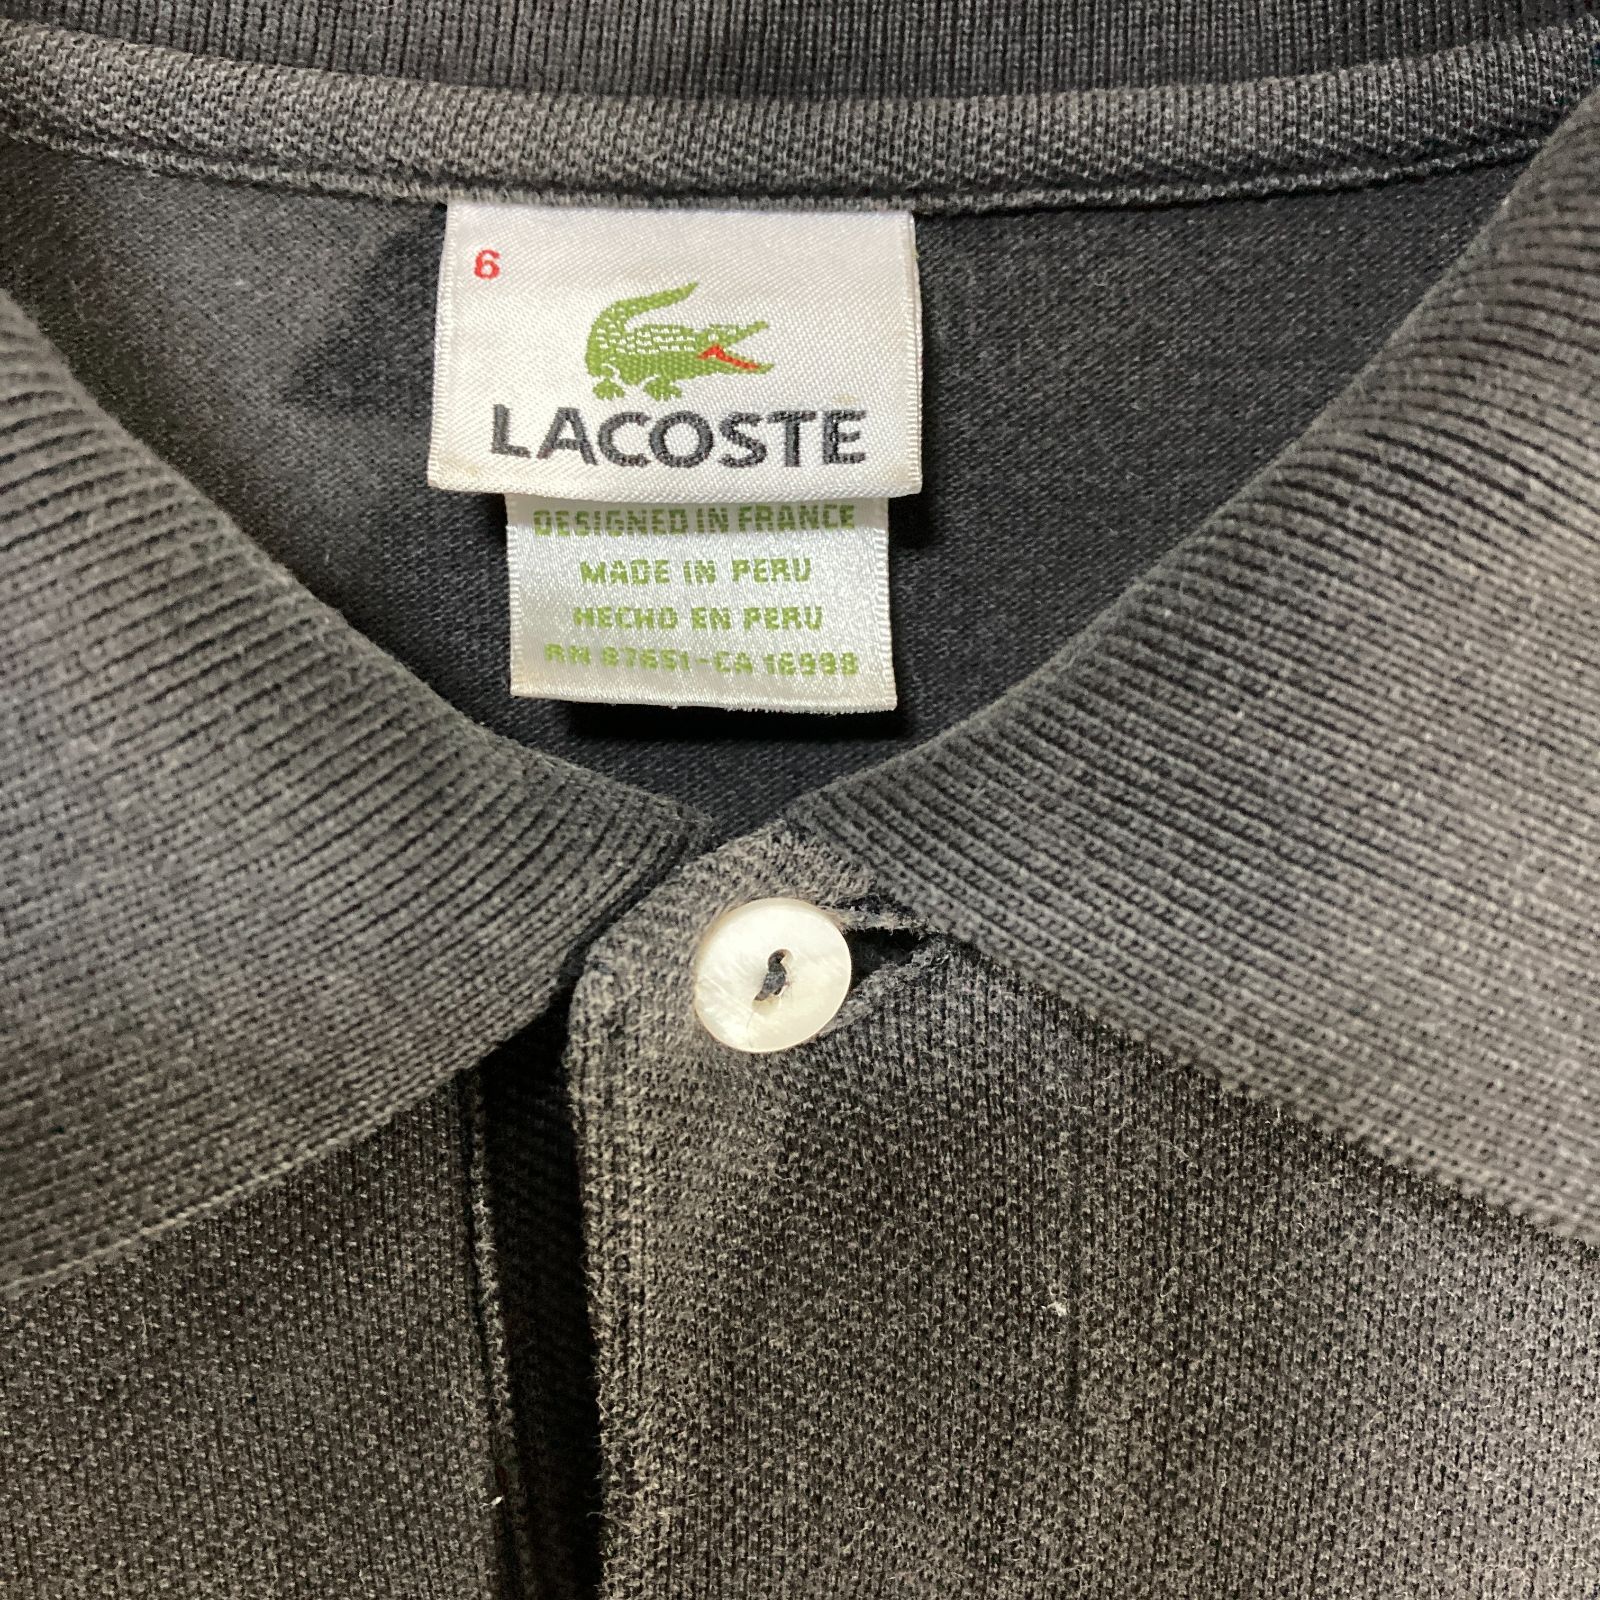 6
LACOSTE
DESIGNED IN FRANCE
MADE IN PERU
HECHO EN PERU
RN 87651-CA 16998